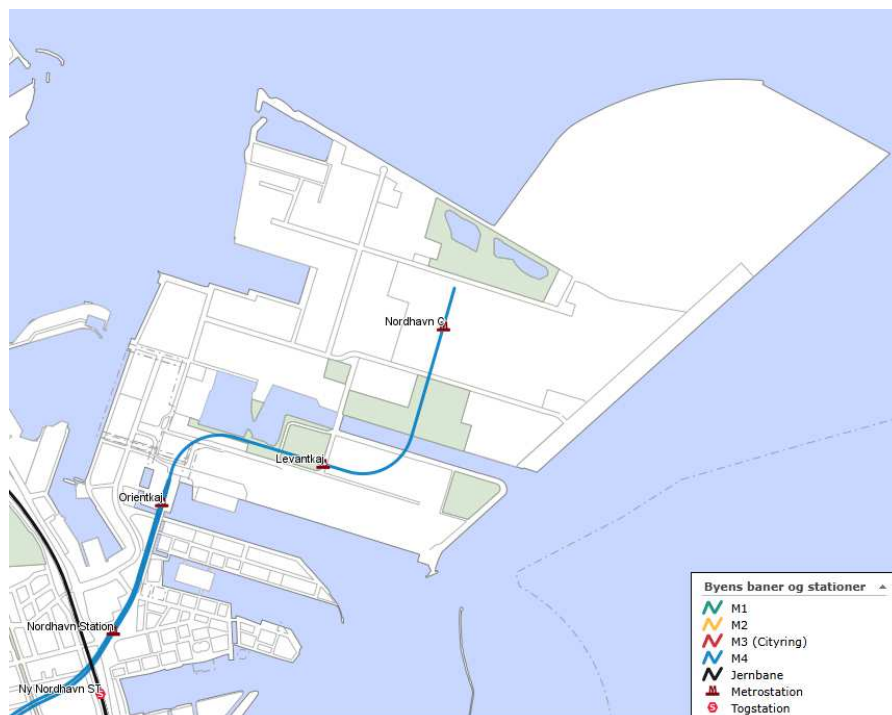 Nordhavn
Levantkaj
Orientkaj
Nordhavn Station
Ny Nordhavn ST
Byens baner og stationer
M1
M2
M3 (Cityring)
M4
Jernbane
Metrostation
Togstation